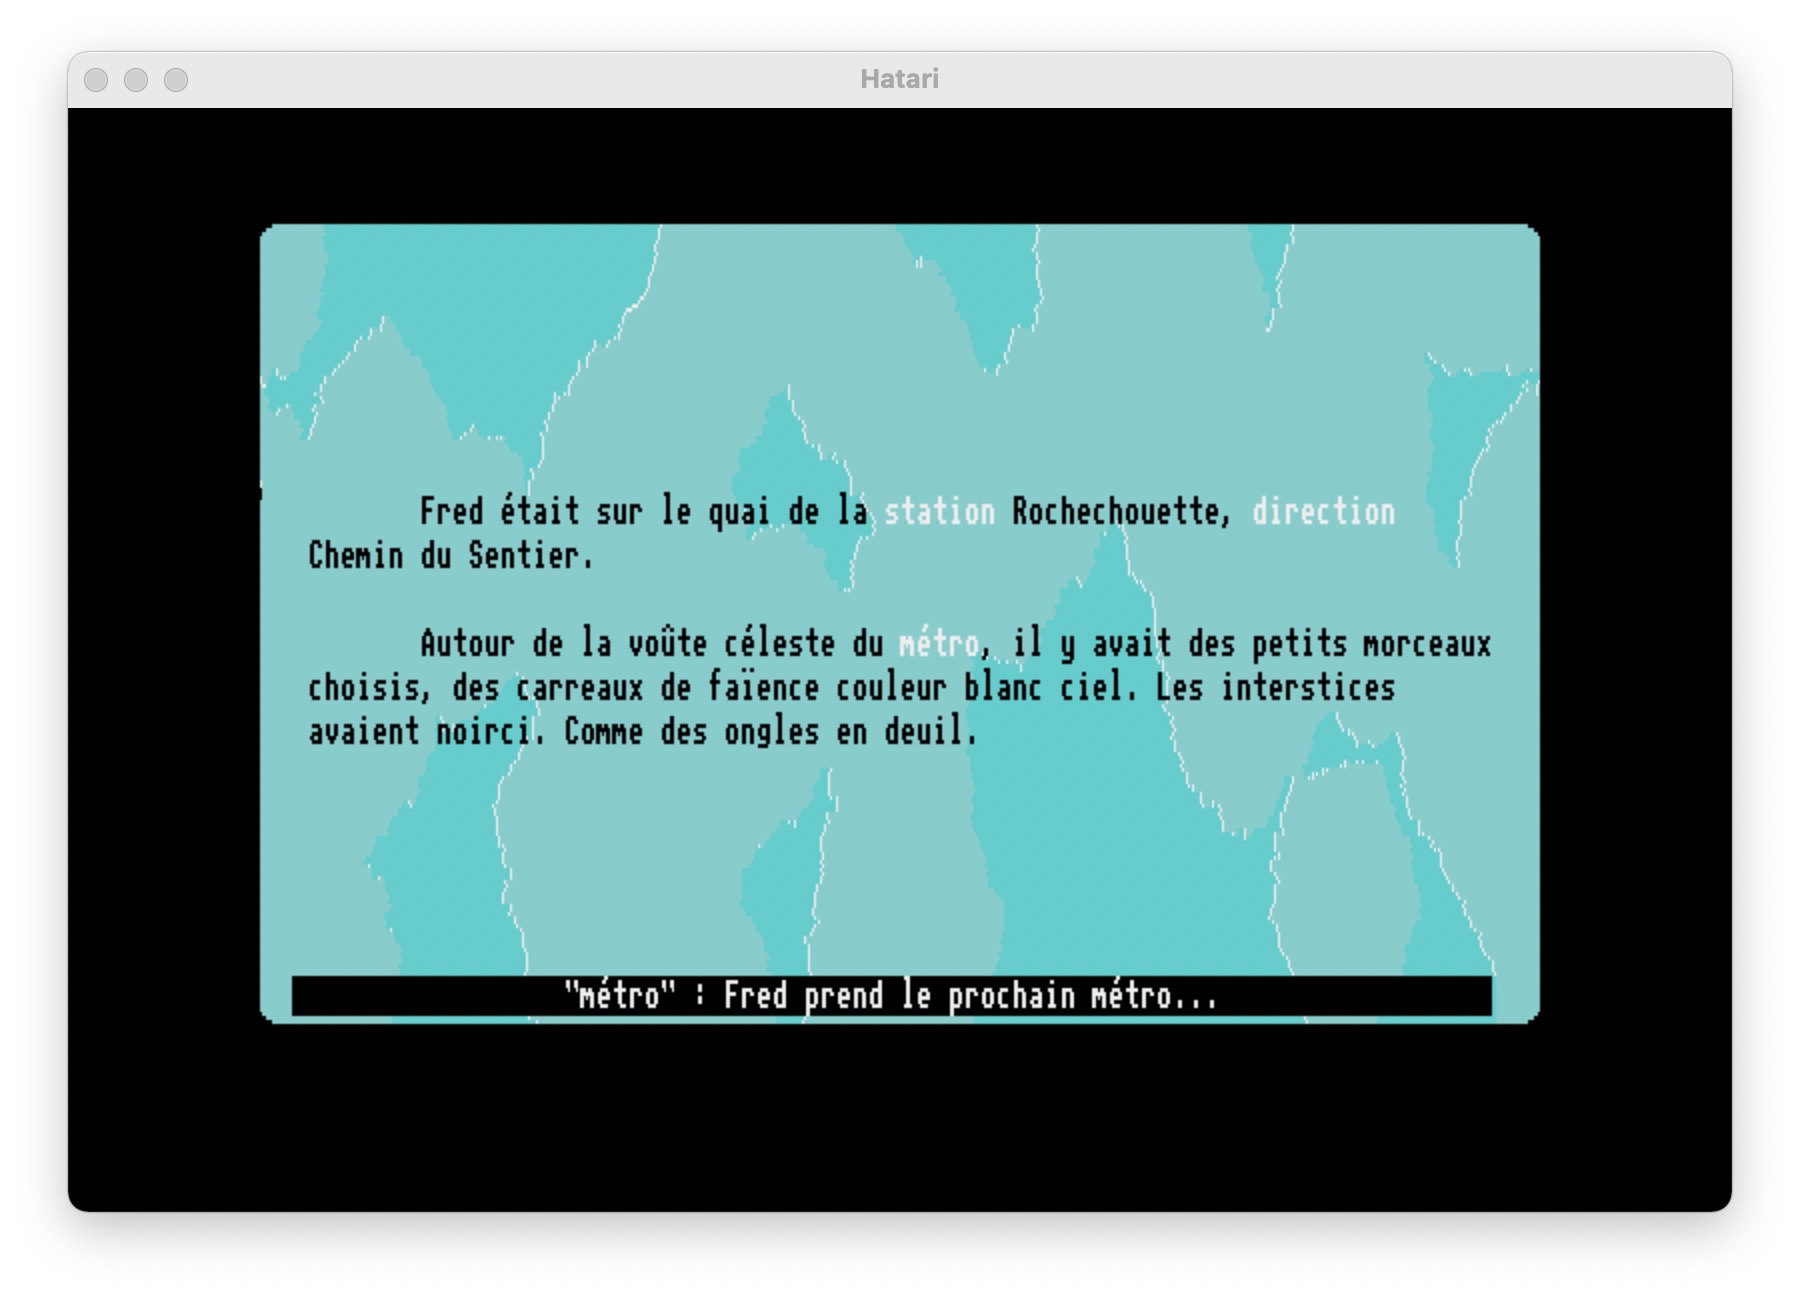 Hatari
Fred était sur le quai de la station Rochechouette, direction
Chemin du Sentier.
Autour de la voûte céleste du métro, il y avait des petits morceaux
choisis, des carreaux de faïence couleur blanc ciel. Les interstices
avaient noirci. Comme des ongles en deuil.
"métro" : Fred prend le prochain métro...